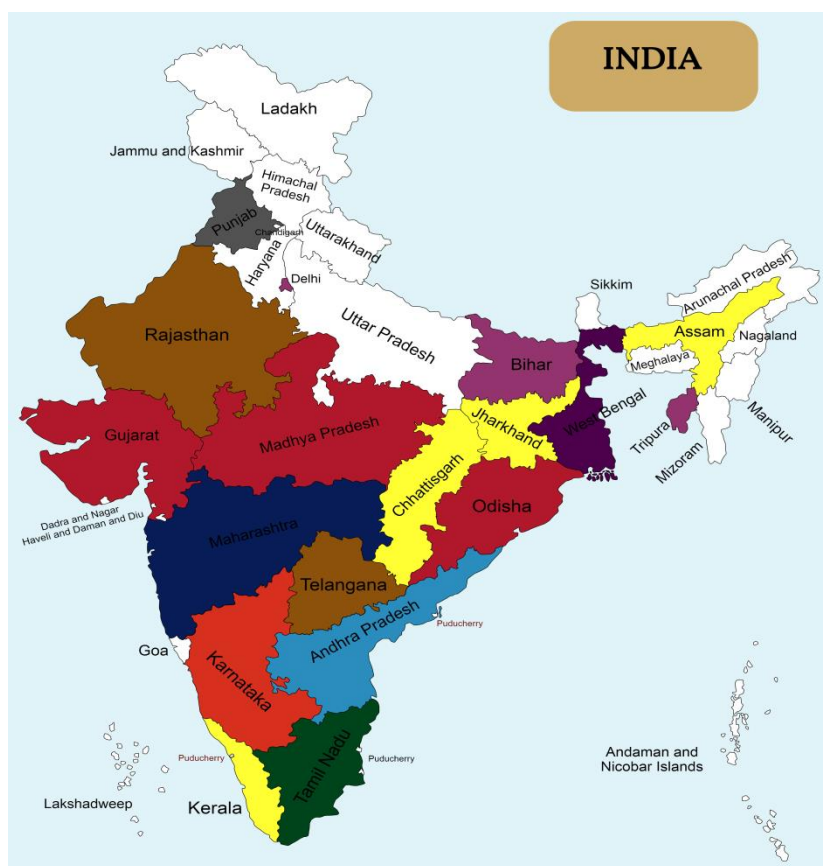 INDIA
Ladakh
Jammu and Kashmir
Himachal
Pradesh
Punjab
Chandigarh
Uttarakhand
Haryana
Delhi
Sikkim
Arunachal Pradesh
Rajasthan
Uttar Pradesh
Assam
Nagaland
Bihar
Meghalaya
Gujarat
Madhya Pradesh
Jharkhand
West Bengal
Tripura
Mizoram
Manipur
Chhattisgarh
Odisha
Dadra and Nagar
Haveli and Daman and Diu
Maharashtra
Telangana
Andhra Pradesh
Puducherry
Goa
Karnataka
Puducherry
Tamil Nadu
Puducherry
Andaman and
Nicobar Islands
Lakshadweep
Kerala